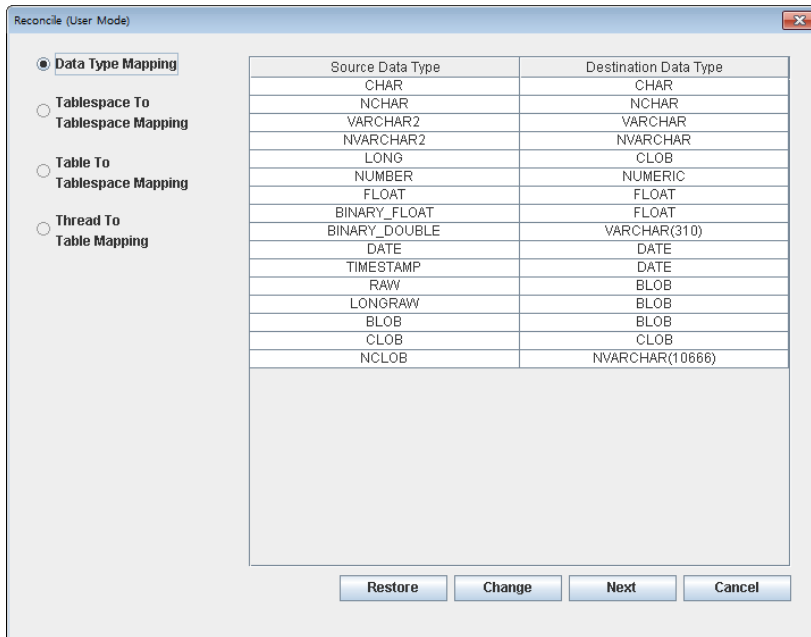 Reconcile (User Mode)
Data Type Mapping
Tablespace To
Tablespace Mapping
Table To
Tablespace Mapping
Thread To
Table Mapping
Source Data Type Destination Data Type
CHAR CHAR
NCHAR NCHAR
VARCHAR2 VARCHAR
NVARCHAR2 NVARCHAR
LONG CLOB
NUMBER NUMERIC
FLOAT FLOAT
BINARY_FLOAT FLOAT
BINARY_DOUBLE VARCHAR(310)
DATE DATE
TIMESTAMP DATE
RAW BLOB
LONGRAW BLOB
BLOB BLOB
CLOB CLOB
NCLOB NVARCHAR(10666)
Restore Change Next Cancel